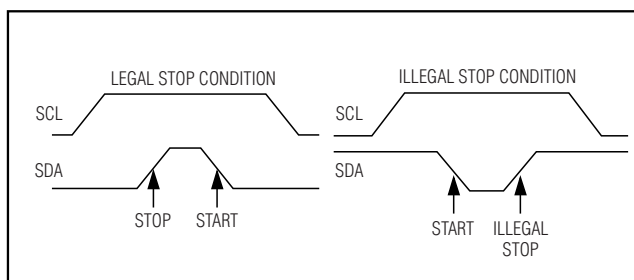 LEGAL STOP CONDITION
SCL
SDA
STOP
START
ILLEGAL STOP CONDITION
SCL
SDA
START
ILLEGAL
STOP